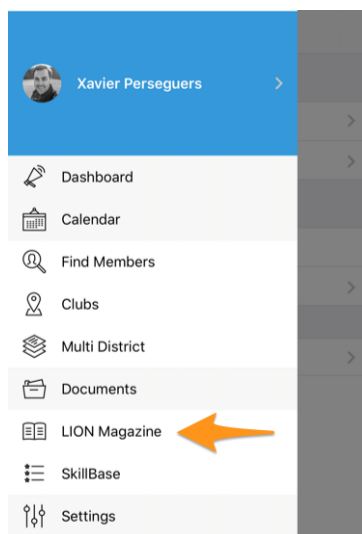 Xavier Perseguers
Dashboard
Calendar
Find Members
Clubs
Multi District
Documents
LION Magazine
SkillBase
Settings